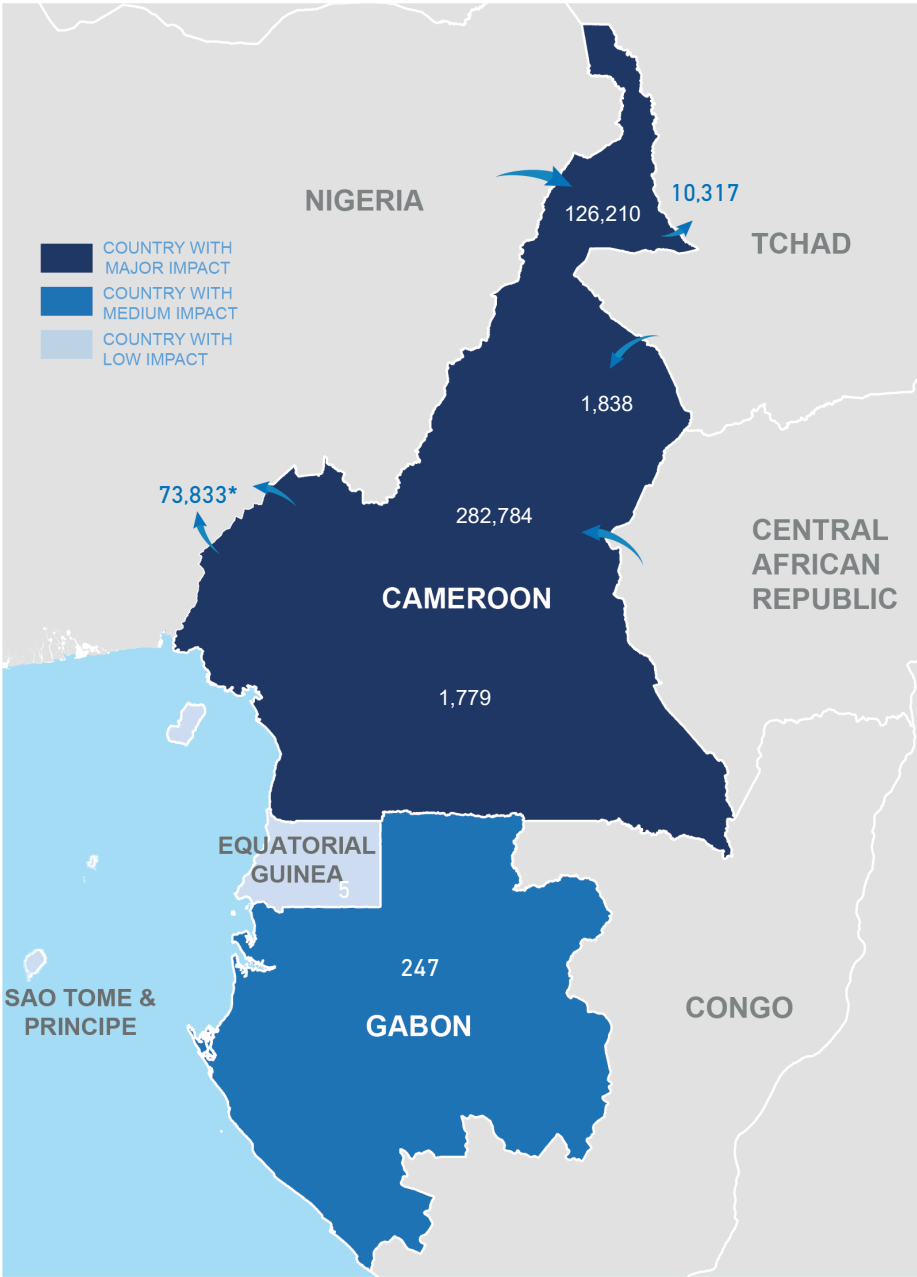 NIGERIA
10,317
126,210
TCHAD
COUNTRY WITH
MAJOR IMPACT
COUNTRY WITH
MEDIUM IMPACT
COUNTRY WITH
LOW IMPACT
1,838
73,833*
282,784
CENTRAL
AFRICAN
REPUBLIC
CAMEROON
1,779
EQUATORIAL
GUINEA
5
247
SAO TOME &
PRINCIPE
GABON
CONGO